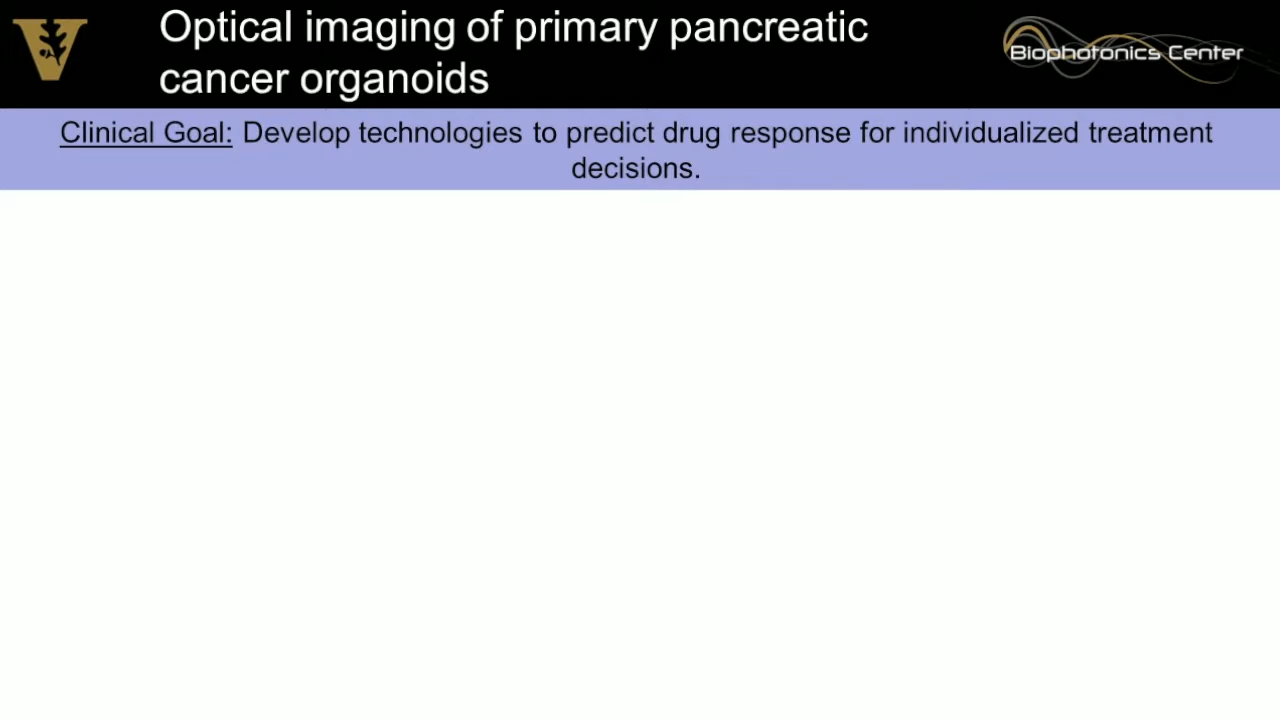 Optical imaging of primary pancreatic
cancer organoids
Biophotonics Center
Clinical Goal: Develop technologies to predict drug response for individualized treatment
decisions.